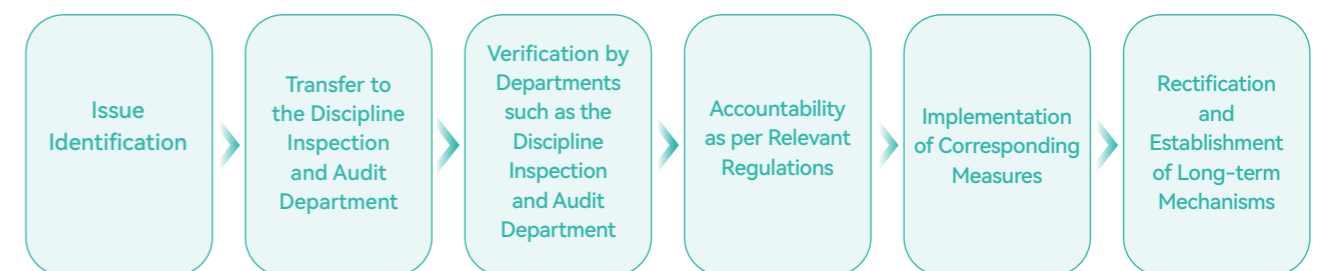 Issue
Identification
Transfer to
the Discipline
Inspection
and Audit
Department
Verification by
Departments
such as the
Discipline
Inspection
and Audit
Department
Accountability
as per Relevant
Regulations
Implementation
of Corresponding
Measures
Rectification
and
Establishment
of Long-term
Mechanisms